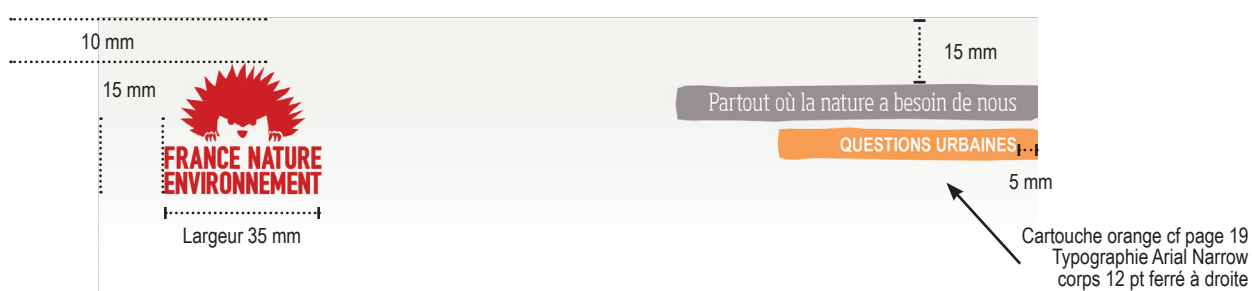 10 mm
15 mm
15 mm
Partout où la nature a besoin de nous
QUESTIONS URBAINES
FRANCE NATURE
ENVIRONNEMENT
5 mm
Largeur 35 mm
Cartouche orange cf page 19
Typographie Arial Narrow
corps 12 pt ferré à droite